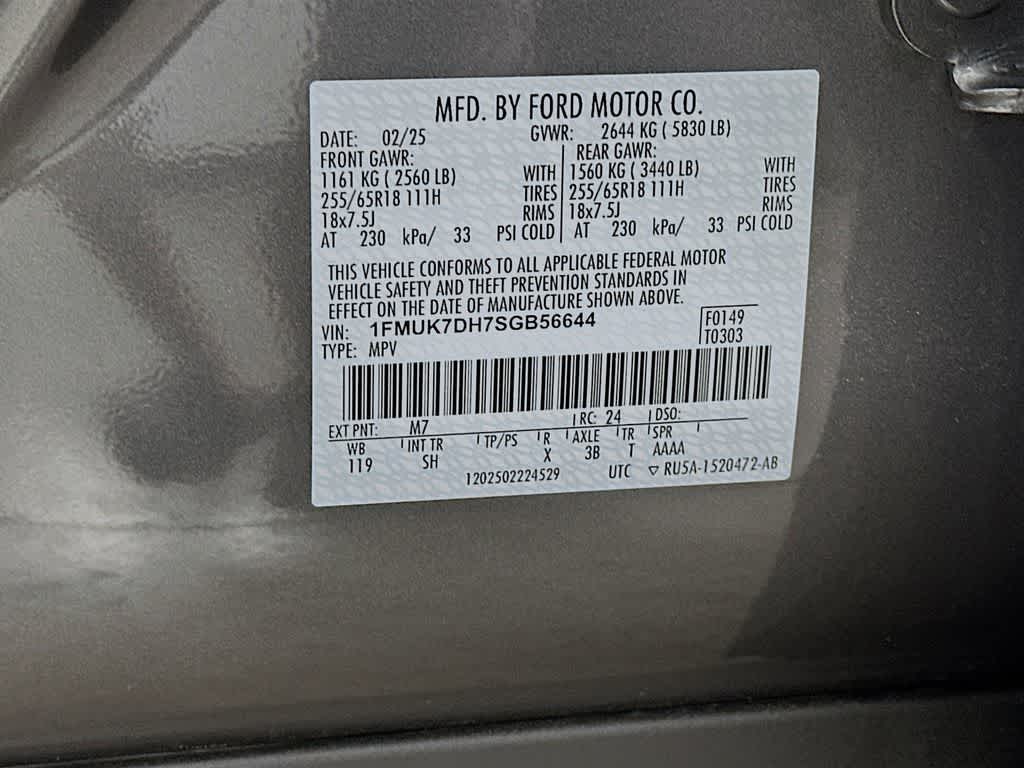 MFD. BY FORD MOTOR CO.
DATE: 02/25 GVWR: 2644 KG ( 5830 LB)
FRONT GAWR: REAR GAWR:
1161 KG ( 2560 LB) WITH 1560 KG ( 3440 LB) WITH
255/65R18 111H TIRES 255/65R18 111H TIRES
18x7.5J RIMS 18x7.5J RIMS
AT 230 kPa/ 33 PSI COLD AT 230 kPa/ 33 PSI COLD
THIS VEHICLE CONFORMS TO ALL APPLICABLE FEDERAL MOTOR
VEHICLE SAFETY AND THEFT PREVENTION STANDARDS IN
EFFECT ON THE DATE OF MANUFACTURE SHOWN ABOVE.
VIN: 1FMUK7DH7SGB56644 F0149
TYPE: MPV T0303
EXT PNT: M7 RC: 24 DSO:
WB INT TR TP/PS R AXLE TR SPR
119 SH X 3B T AAAA
1202502224529 UTC ▽ RU5A-1520472-AB